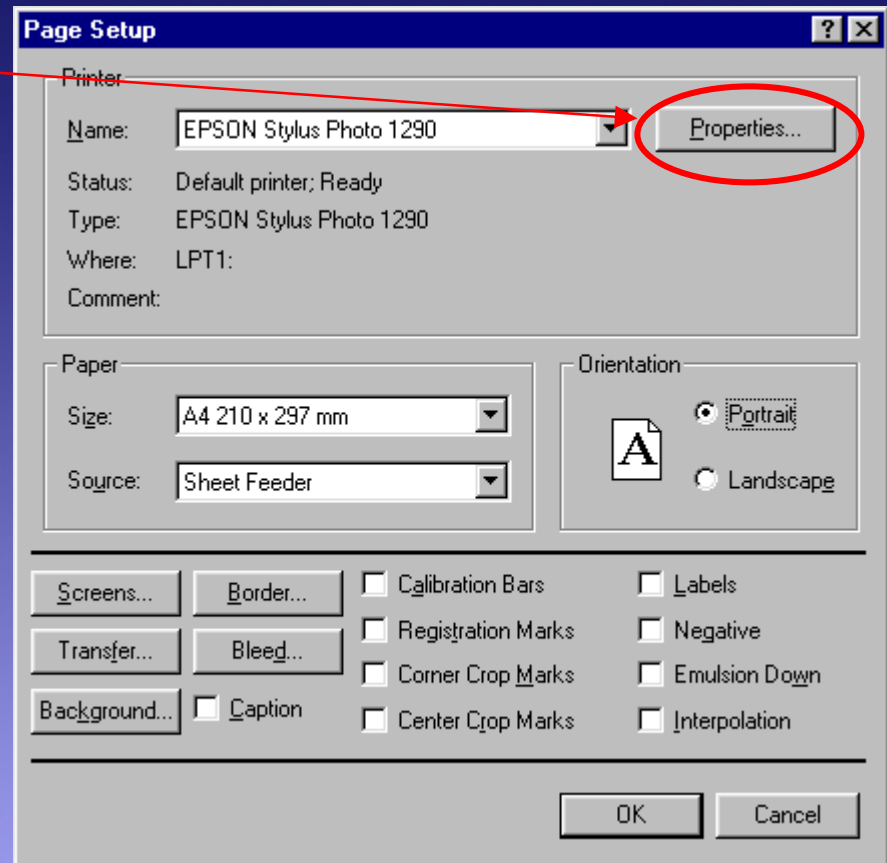 Page Setup
Printer
Name: EPSON Stylus Photo 1290 Properties...
Status: Default printer; Ready
Type: EPSON Stylus Photo 1290
Where: LPT1:
Comment:
Paper
Size: A4 210 x 297 mm
Source: Sheet Feeder
Orientation
A
Portrait
Landscape
Screens... Border... Calibration Bars Labels
Registration Marks Negative
Transfer... Bleed...
Corner Crop Marks Emulsion Down
Background... Caption
Center Crop Marks Interpolation
OK Cancel